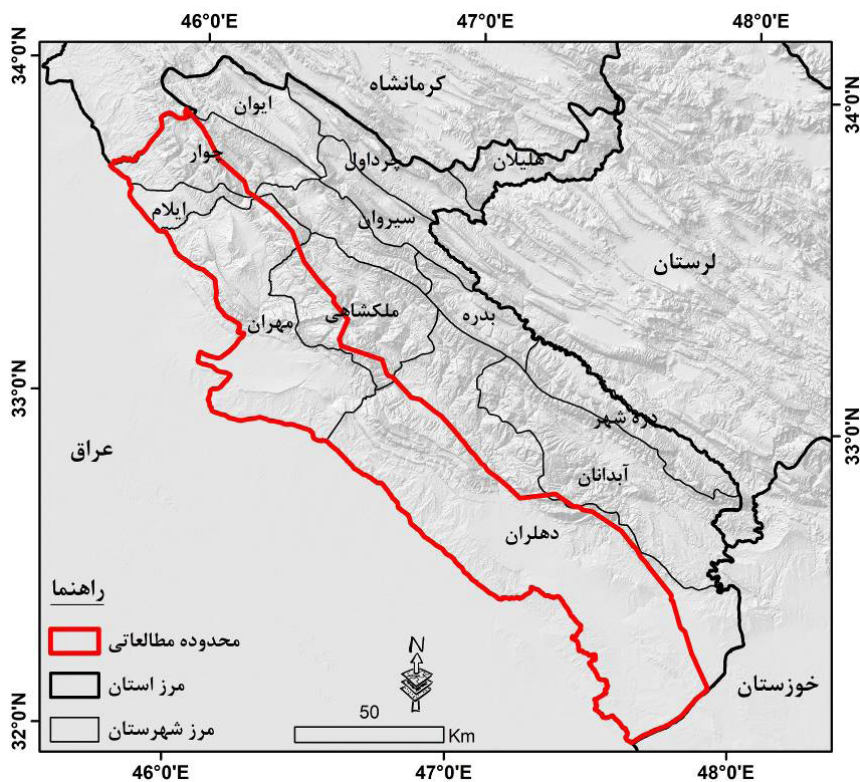 46°0'E 47°0'E 48°0'E
34°0'N
34°0'N
کرمانشاه
ایوان
چوار
چرداول
هلیلان
ایلام
سیروان
لرستان
ملکشاهی
بدره
مهران
33°0'N
33°0'N
دره شهر
عراق
آبدانان
دهلران
راهنما
محدوده مطالعاتی
مرز استان
مرز شهرستان
N
50
Km
خوزستان
32°0'N
32°0'N
46°0'E 47°0'E 48°0'E